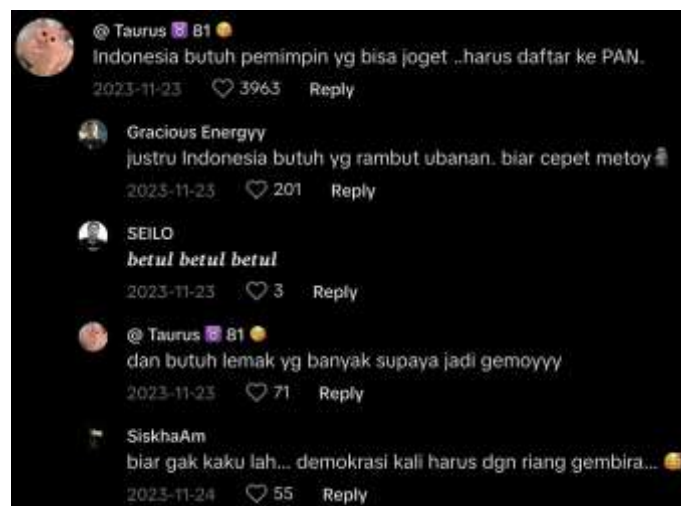 @ Taurus ♉ 81 😋
Indonesia butuh pemimpin yg bisa joget ..harus daftar ke PAN.
2023-11-23 3963 Reply
Gracious Energyy
justru Indonesia butuh yg rambut ubanan. biar cepet metoy🗿
2023-11-23 201 Reply
SEILO
betul betul betul
2023-11-23 3 Reply
@ Taurus ♉ 81 😋
dan butuh lemak yg banyak supaya jadi gemoyyy
2023-11-23 71 Reply
SiskhaAm
biar gak kaku lah... demokrasi kali harus dgn riang gembira... 😅
2023-11-24 55 Reply